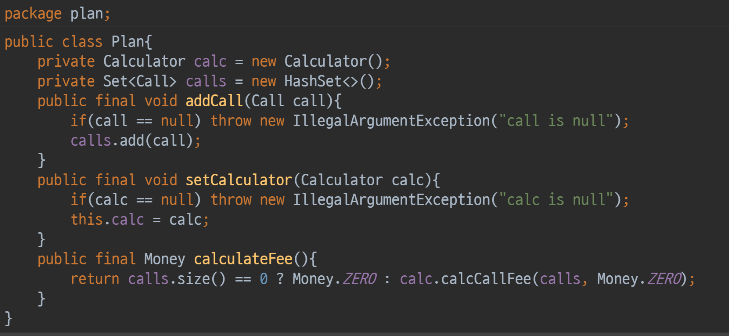 package plan;
public class Plan{
    private Calculator calc = new Calculator();
    private Set<Call> calls = new HashSet<>();
    public final void addCall(Call call){
        if(call == null) throw new IllegalArgumentException("call is null");
        calls.add(call);
    }
    public final void setCalculator(Calculator calc){
        if(calc == null) throw new IllegalArgumentException("calc is null");
        this.calc = calc;
    }
    public final Money calculateFee(){
        return calls.size() == 0 ? Money.ZERO : calc.calcCallFee(calls, Money.ZERO);
    }
}